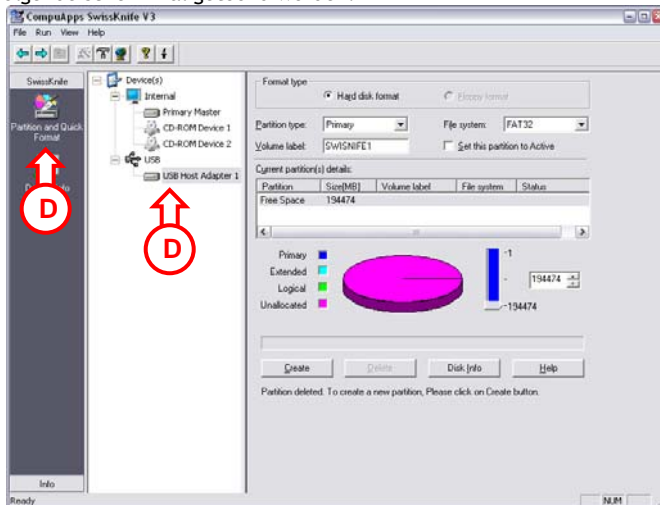 CompuApps SwissKnife V3
File Run View Help
SwissKnife
Partition and Quick
Format
D
Device(s)
Internal
Primary Master
CD-ROM Device 1
CD-ROM Device 2
USB
USB Host Adapter 1
D
Format type
Hard disk format
Floppy format
Partition type: Primary File system: FAT32
Volume label: SWISNIFE1 Set this partition to Active
Current partition(s) details:
Partition Size[MB] Volume label File system Status
Free Space 194474
Primary
Extended
Logical
Unallocated
-1
194474
-194474
Create Delete Disk Info Help
Partition deleted. To create a new partition, Please click on Create button.
Info
Ready NUM